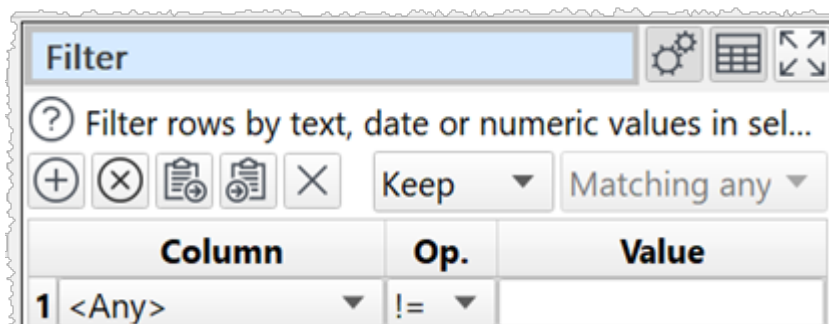 Filter
Filter rows by text, date or numeric values in sel...
Keep Matching any
Column Op. Value
1 <Any> !=